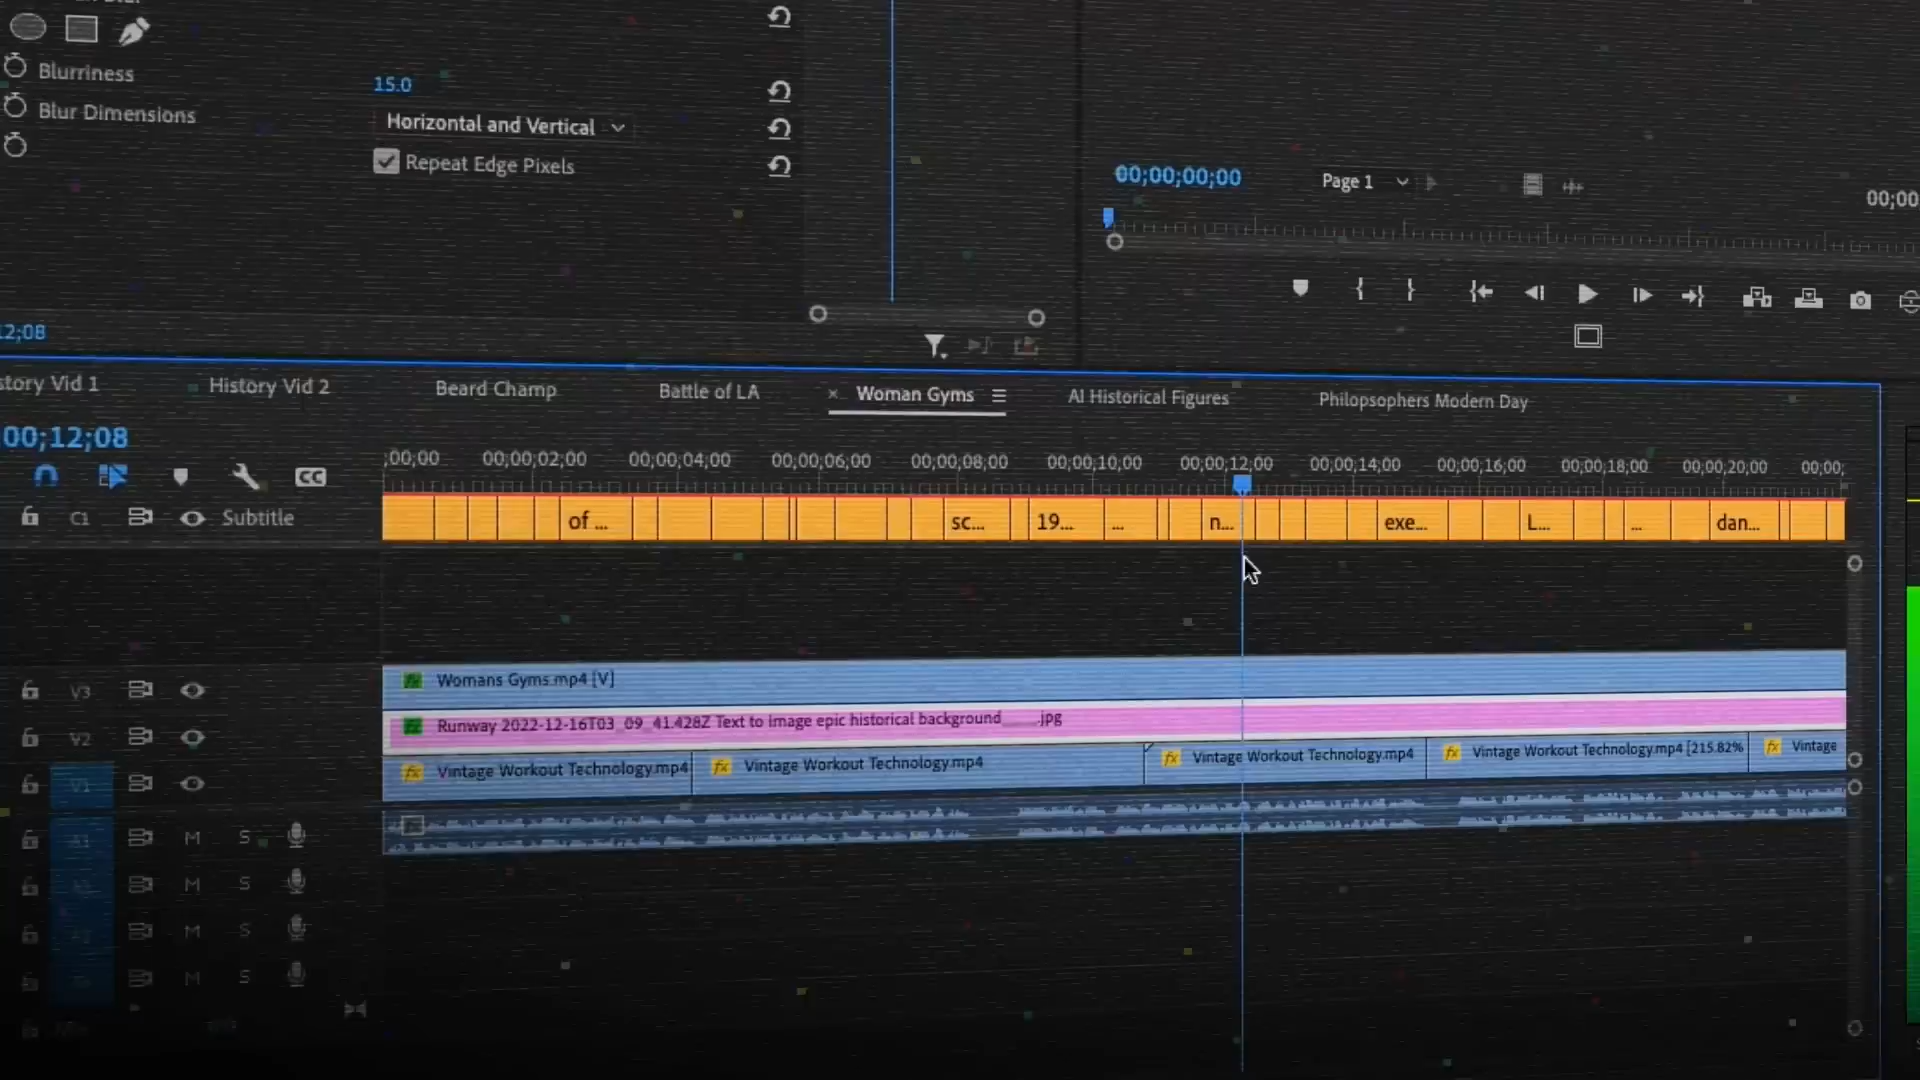 Blurriness
15.0
Blur Dimensions
Horizontal and Vertical
Repeat Edge Pixels
00;00;00;00
Page 1
00;00
12;08
story Vid 1
History Vid 2
Beard Champ
Battle of LA
× Woman Gyms
AI Historical Figures
Philopsophers Modern Day
00;12;08
;00;00
00;00;02;00
00;00;04;00
00;00;06;00
00;00;08;00
00;00;10;00
00;00;12;00
00;00;14;00
00;00;16;00
00;00;18;00
00;00;20;00
00;00;
CC
C1
Subtitle
of ...
sc...
19...
...
n...
exe...
L...
...
dan...
V3
Womans Gyms.mp4 [V]
V2
Runway 2022-12-16T03_09_41.428Z Text to image epic historical background____.jpg
V1
Vintage Workout Technology.mp4
Vintage Workout Technology.mp4
Vintage Workout Technology.mp4
Vintage Workout Technology.mp4 [215.82%
Vintage
A1
M S
M S
M S
M S